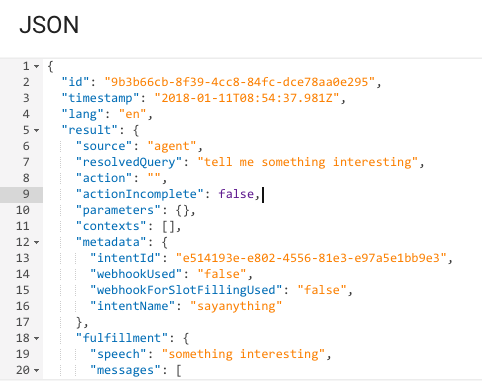 JSON
1 {
2 "id": "9b3b66cb-8f39-4cc8-84fc-dce78aa0e295",
3 "timestamp": "2018-01-11T08:54:37.981Z",
4 "lang": "en",
5 "result": {
6 "source": "agent",
7 "resolvedQuery": "tell me something interesting",
8 "action": "",
9 "actionIncomplete": false,
10 "parameters": {},
11 "contexts": [],
12 "metadata": {
13 "intentId": "e514193e-e802-4556-81e3-e97a5e1bb9e3",
14 "webhookUsed": "false",
15 "webhookForSlotFillingUsed": "false",
16 "intentName": "sayanything"
17 },
18 "fulfillment": {
19 "speech": "something interesting",
20 "messages": [